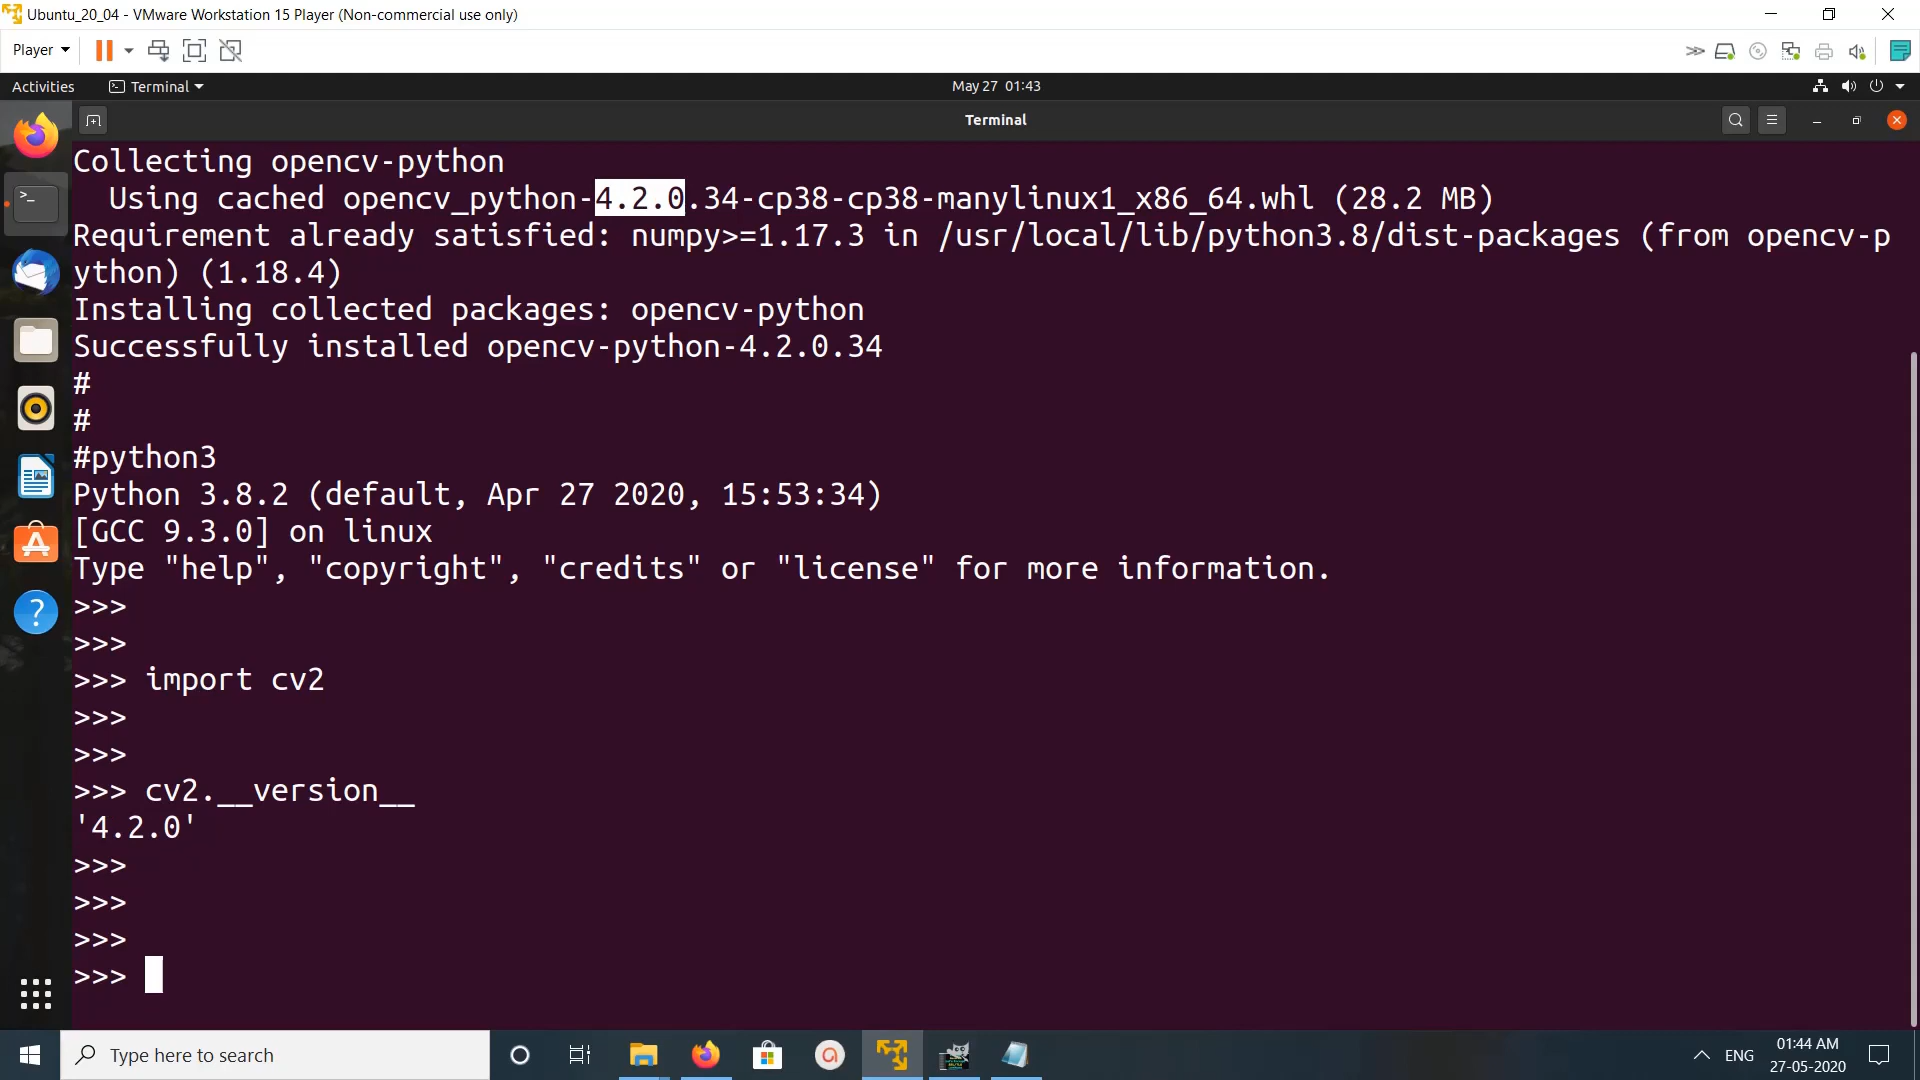 Ubuntu_20_04 - VMware Workstation 15 Player (Non-commercial use only)
Player
Activities
Terminal
May 27 01:43
Terminal
Collecting opencv-python
Using cached opencv_python-4.2.0.34-cp38-cp38-manylinux1_x86_64.whl (28.2 MB)
Requirement already satisfied: numpy>=1.17.3 in /usr/local/lib/python3.8/dist-packages (from opencv-p
ython) (1.18.4)
Installing collected packages: opencv-python
Successfully installed opencv-python-4.2.0.34
#
#
#python3
Python 3.8.2 (default, Apr 27 2020, 15:53:34)
[GCC 9.3.0] on linux
Type "help", "copyright", "credits" or "license" for more information.
>>>
>>>
>>> import cv2
>>>
>>>
>>> cv2.__version__
'4.2.0'
>>>
>>>
>>>
>>>
Type here to search
ENG
01:44 AM
27-05-2020